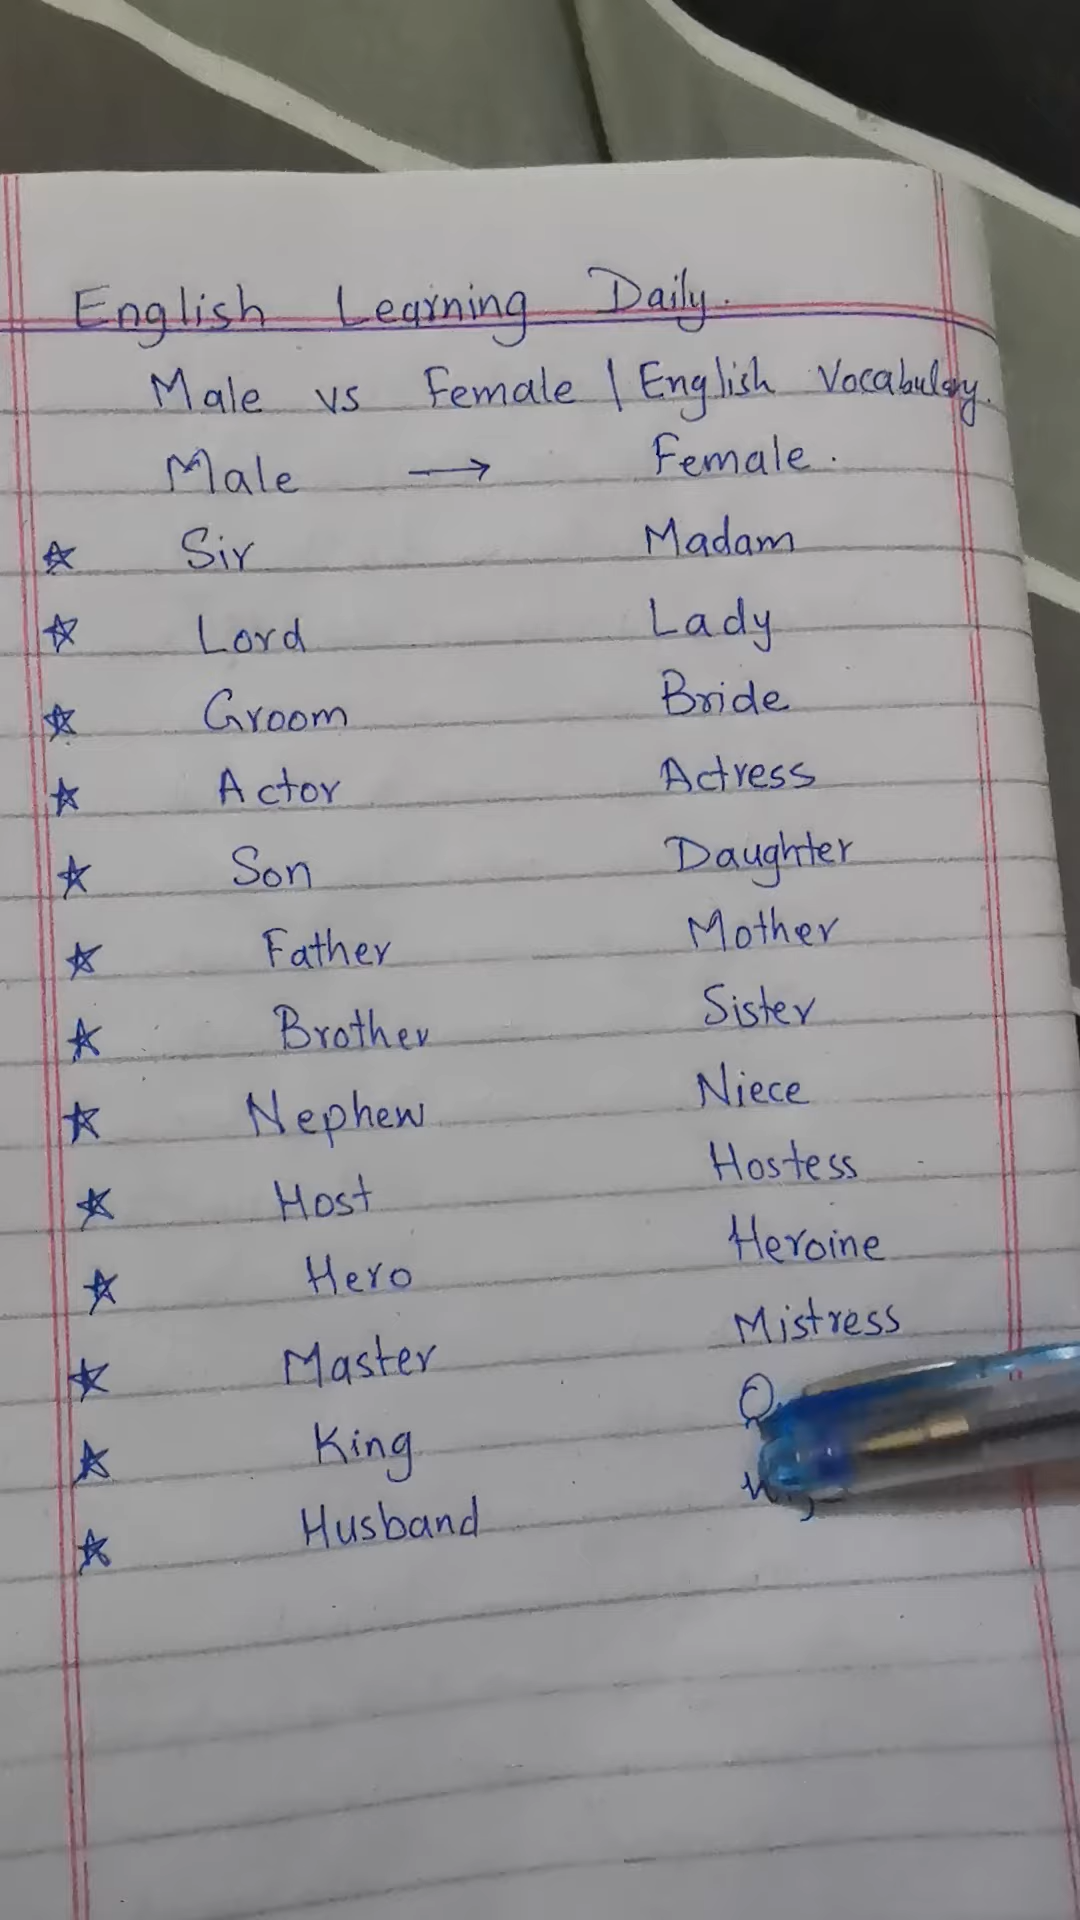 English Learning Daily.
Male vs Female | English Vocabulary.
Male → Female.
☆ Sir Madam
☆ Lord Lady
☆ Groom Bride
☆ Actor Actress
☆ Son Daughter
☆ Father Mother
☆ Brother Sister
☆ Nephew Niece
☆ Host Hostess
☆ Hero Heroine
☆ Master Mistress
☆ King
☆ Husband